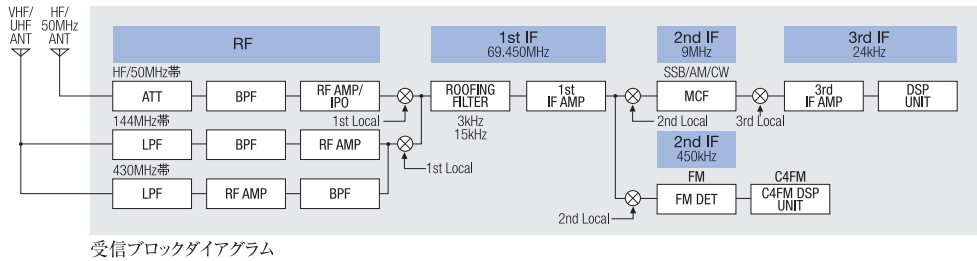 VHF/
UHF
ANT
HF/
50MHz
ANT
RF
1st IF
69.450MHz
2nd IF
9MHz
3rd IF
24kHz
HF/50MHz帯
ATT
BPF
RF AMP/
IPO
1st Local
ROOFING
FILTER
3kHz
15kHz
1st
IF AMP
SSB/AM/CW
MCF
2nd Local
3rd Local
3rd
IF AMP
DSP
UNIT
144MHz帯
LPF
BPF
RF AMP
1st Local
2nd IF
450kHz
430MHz帯
LPF
RF AMP
BPF
2nd Local
FM
FM DET
C4FM
C4FM DSP
UNIT
受信ブロックダイアグラム